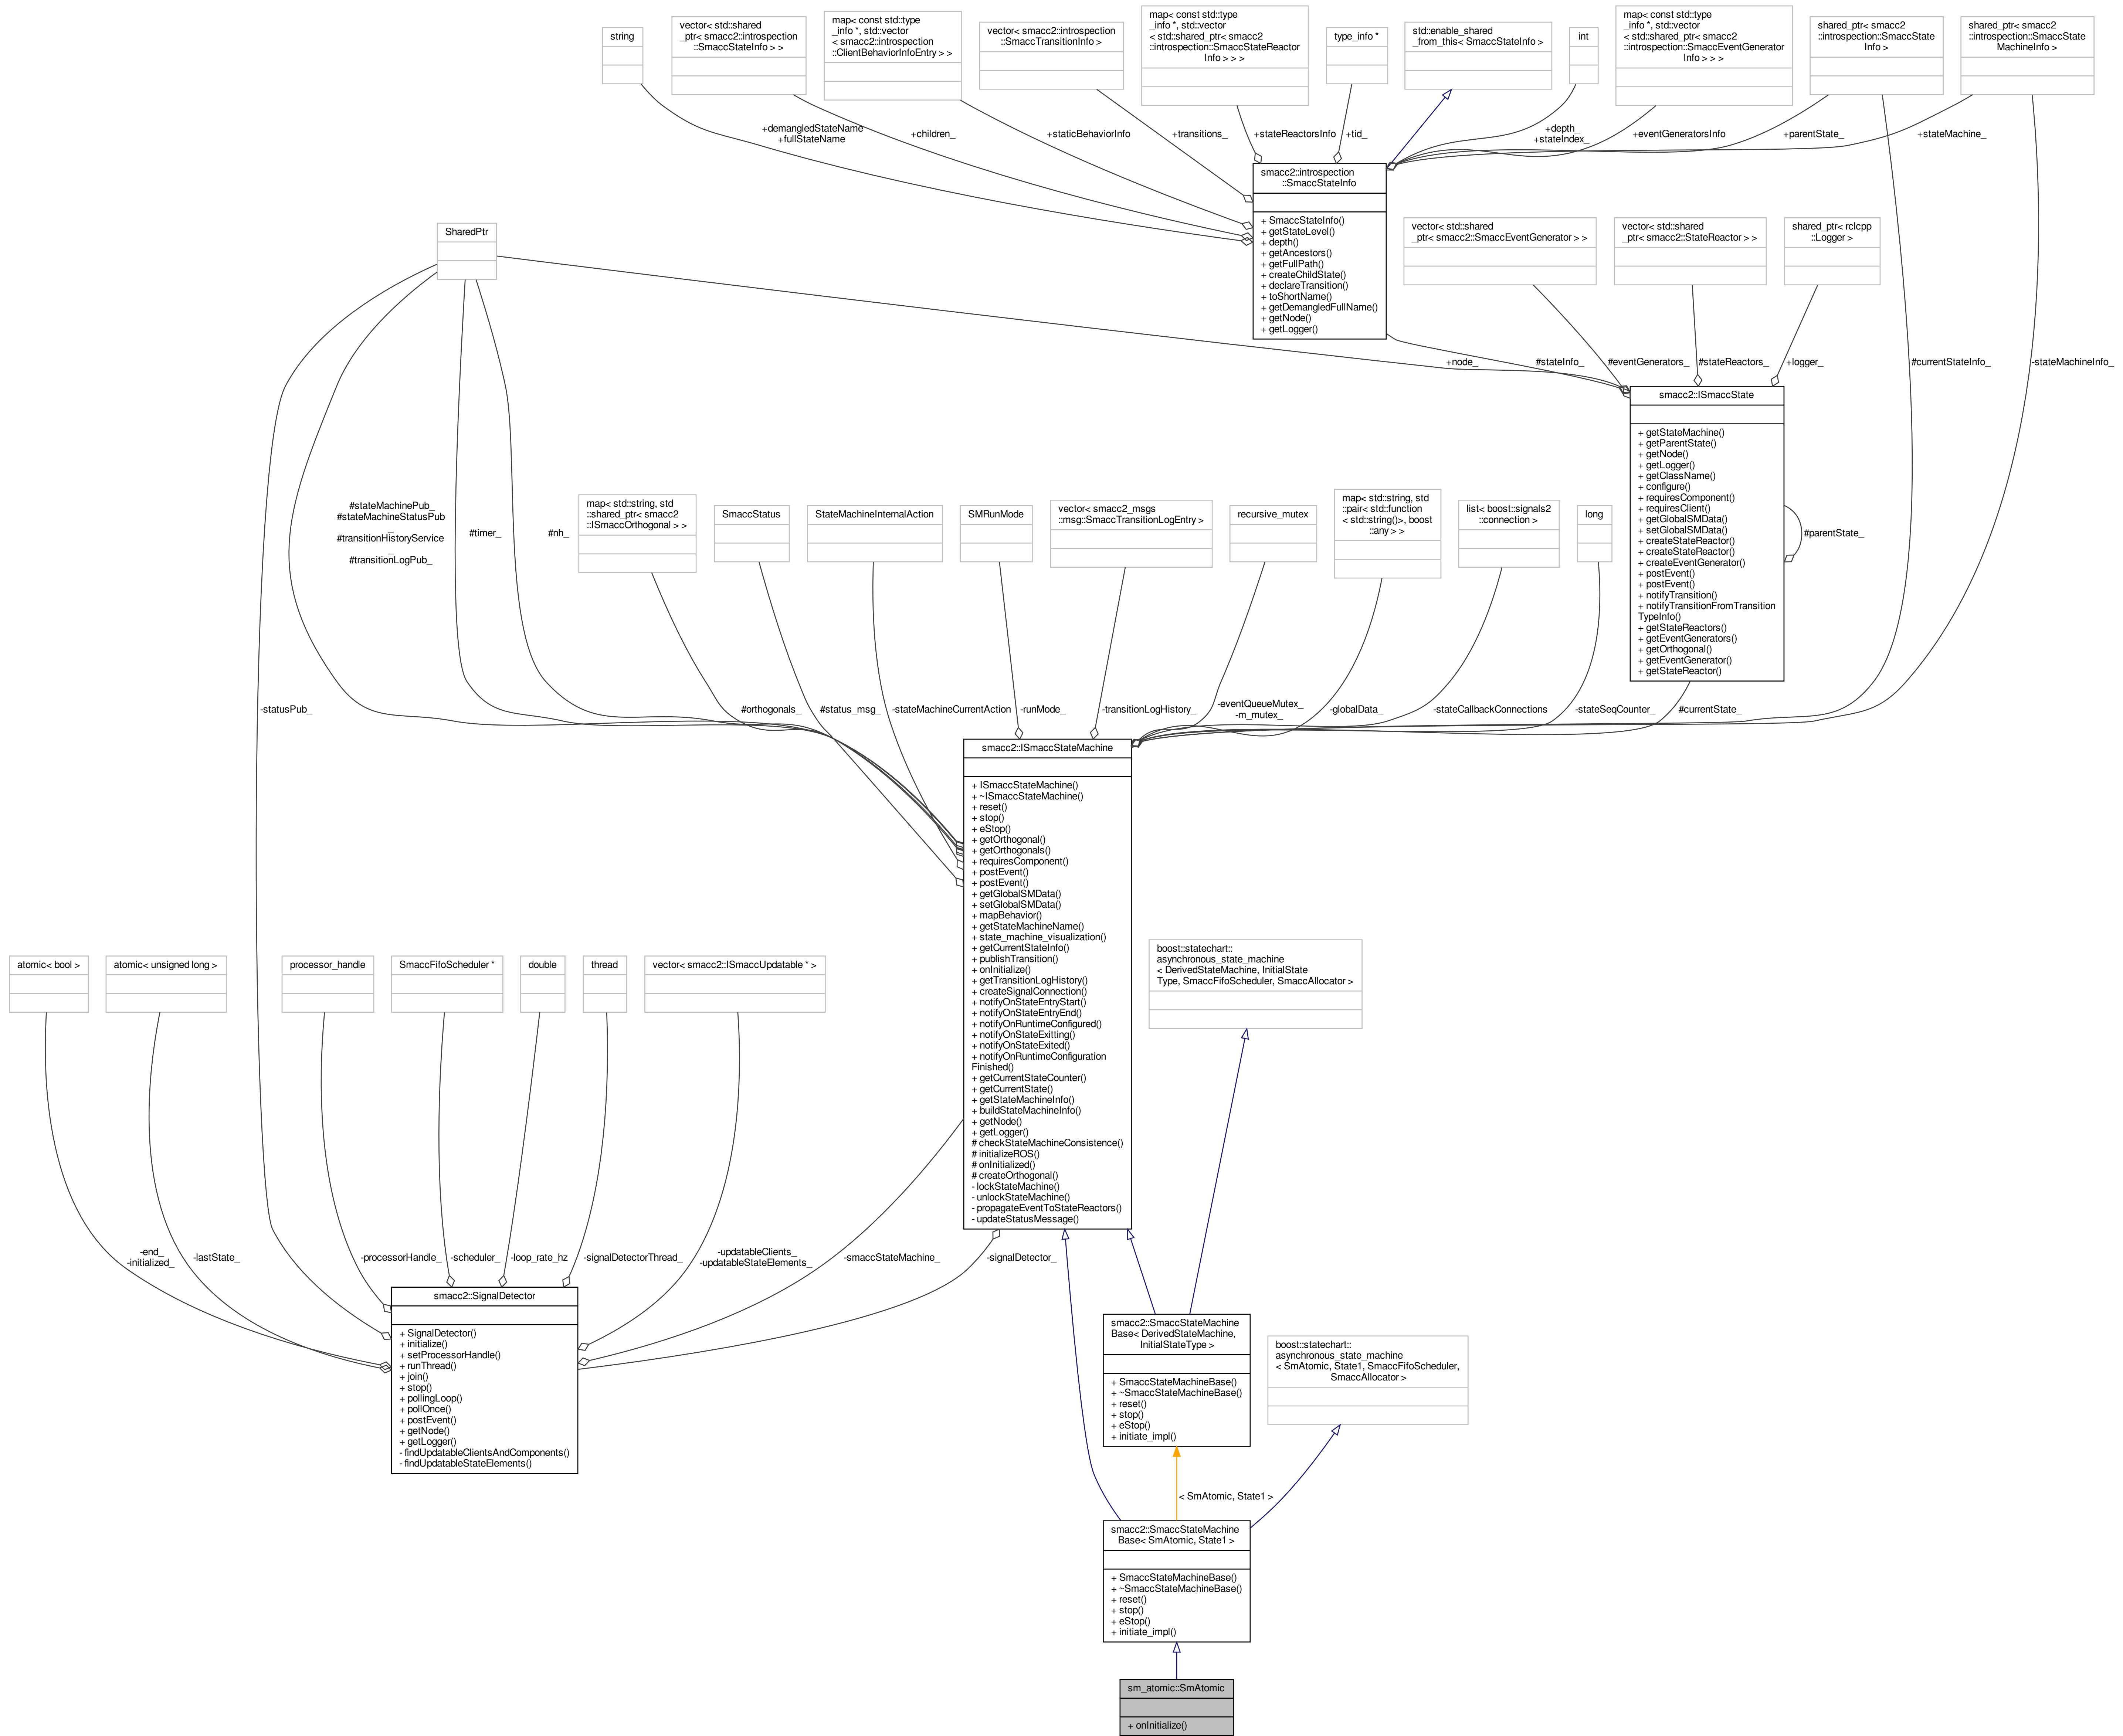 string
vector< std::shared
_ptr< smacc2::introspection
::SmaccStateInfo > >
map< const std::type
_info *, std::vector
< smacc2::introspection
::ClientBehaviorInfoEntry > >
vector< smacc2::introspection
::SmaccTransitionInfo >
map< const std::type
_info *, std::vector
< std::shared_ptr< smacc2
::introspection::SmaccStateReactor
Info > > >
type_info *
std::enable_shared
_from_this< SmaccStateInfo >
int
map< const std::type
_info *, std::vector
< std::shared_ptr< smacc2
::introspection::SmaccEventGenerator
Info > > >
shared_ptr< smacc2
::introspection::SmaccState
Info >
shared_ptr< smacc2
::introspection::SmaccState
MachineInfo >
+demangledStateName
+fullStateName
+children_
+staticBehaviorInfo
+transitions_
+stateReactorsInfo
+tid_
+depth_
+stateIndex_
+eventGeneratorsInfo
+parentState_
+stateMachine_
smacc2::introspection
::SmaccStateInfo
+ SmaccStateInfo()
+ getStateLevel()
+ depth()
+ getAncestors()
+ getFullPath()
+ createChildState()
+ declareTransition()
+ toShortName()
+ getDemangledFullName()
+ getNode()
+ getLogger()
SharedPtr
vector< std::shared
_ptr< smacc2::SmaccEventGenerator > >
vector< std::shared
_ptr< smacc2::StateReactor > >
shared_ptr< rclcpp
::Logger >
+node_
#stateInfo_
#eventGenerators_
#stateReactors_
+logger_
#currentStateInfo_
-stateMachineInfo_
smacc2::ISmaccState
+ getStateMachine()
+ getParentState()
+ getNode()
+ getLogger()
+ getClassName()
+ configure()
+ requiresComponent()
+ requiresClient()
+ getGlobalSMData()
+ setGlobalSMData()
+ createStateReactor()
+ createStateReactor()
+ createEventGenerator()
+ postEvent()
+ postEvent()
+ notifyTransition()
+ notifyTransitionFromTransition
TypeInfo()
+ getStateReactors()
+ getEventGenerators()
+ getOrthogonal()
+ getEventGenerator()
+ getStateReactor()
#parentState_
#stateMachinePub_
#stateMachineStatusPub
_
#transitionHistoryService
_
#transitionLogPub_
#timer_
#nh_
map< std::string, std
::shared_ptr< smacc2
::ISmaccOrthogonal > >
SmaccStatus
StateMachineInternalAction
SMRunMode
vector< smacc2_msgs
::msg::SmaccTransitionLogEntry >
recursive_mutex
map< std::string, std
::pair< std::function
< std::string()>, boost
::any > >
list< boost::signals2
::connection >
long
-statusPub_
#orthogonals_
#status_msg_
-stateMachineCurrentAction
-runMode_
-transitionLogHistory_
-eventQueueMutex_
-m_mutex_
-globalData_
-stateCallbackConnections
-stateSeqCounter_
#currentState_
smacc2::ISmaccStateMachine
+ ISmaccStateMachine()
+ ~ISmaccStateMachine()
+ reset()
+ stop()
+ eStop()
+ getOrthogonal()
+ getOrthogonals()
+ requiresComponent()
+ postEvent()
+ postEvent()
+ getGlobalSMData()
+ setGlobalSMData()
+ mapBehavior()
+ getStateMachineName()
+ state_machine_visualization()
+ getCurrentStateInfo()
+ publishTransition()
+ onInitialize()
+ getTransitionLogHistory()
+ createSignalConnection()
+ notifyOnStateEntryStart()
+ notifyOnStateEntryEnd()
+ notifyOnRuntimeConfigured()
+ notifyOnStateExitting()
+ notifyOnStateExited()
+ notifyOnRuntimeConfiguration
Finished()
+ getCurrentStateCounter()
+ getCurrentState()
+ getStateMachineInfo()
+ buildStateMachineInfo()
+ getNode()
+ getLogger()
# checkStateMachineConsistence()
# initializeROS()
# onInitialized()
# createOrthogonal()
- lockStateMachine()
- unlockStateMachine()
- propagateEventToStateReactors()
- updateStatusMessage()
atomic< bool >
atomic< unsigned long >
processor_handle
SmaccFifoScheduler *
double
thread
vector< smacc2::ISmaccUpdatable * >
boost::statechart::
asynchronous_state_machine
< DerivedStateMachine, InitialState
Type, SmaccFifoScheduler, SmaccAllocator >
-end_
-initialized_
-lastState_
-processorHandle_
-scheduler_
-loop_rate_hz
-signalDetectorThread_
-updatableClients_
-updatableStateElements_
-smaccStateMachine_
-signalDetector_
smacc2::SignalDetector
+ SignalDetector()
+ initialize()
+ setProcessorHandle()
+ runThread()
+ join()
+ stop()
+ pollingLoop()
+ pollOnce()
+ postEvent()
+ getNode()
+ getLogger()
- findUpdatableClientsAndComponents()
- findUpdatableStateElements()
smacc2::SmaccStateMachine
Base< DerivedStateMachine,
InitialStateType >
+ SmaccStateMachineBase()
+ ~SmaccStateMachineBase()
+ reset()
+ stop()
+ eStop()
+ initiate_impl()
boost::statechart::
asynchronous_state_machine
< SmAtomic, State1, SmaccFifoScheduler,
SmaccAllocator >
< SmAtomic, State1 >
smacc2::SmaccStateMachine
Base< SmAtomic, State1 >
+ SmaccStateMachineBase()
+ ~SmaccStateMachineBase()
+ reset()
+ stop()
+ eStop()
+ initiate_impl()
sm_atomic::SmAtomic
+ onInitialize()